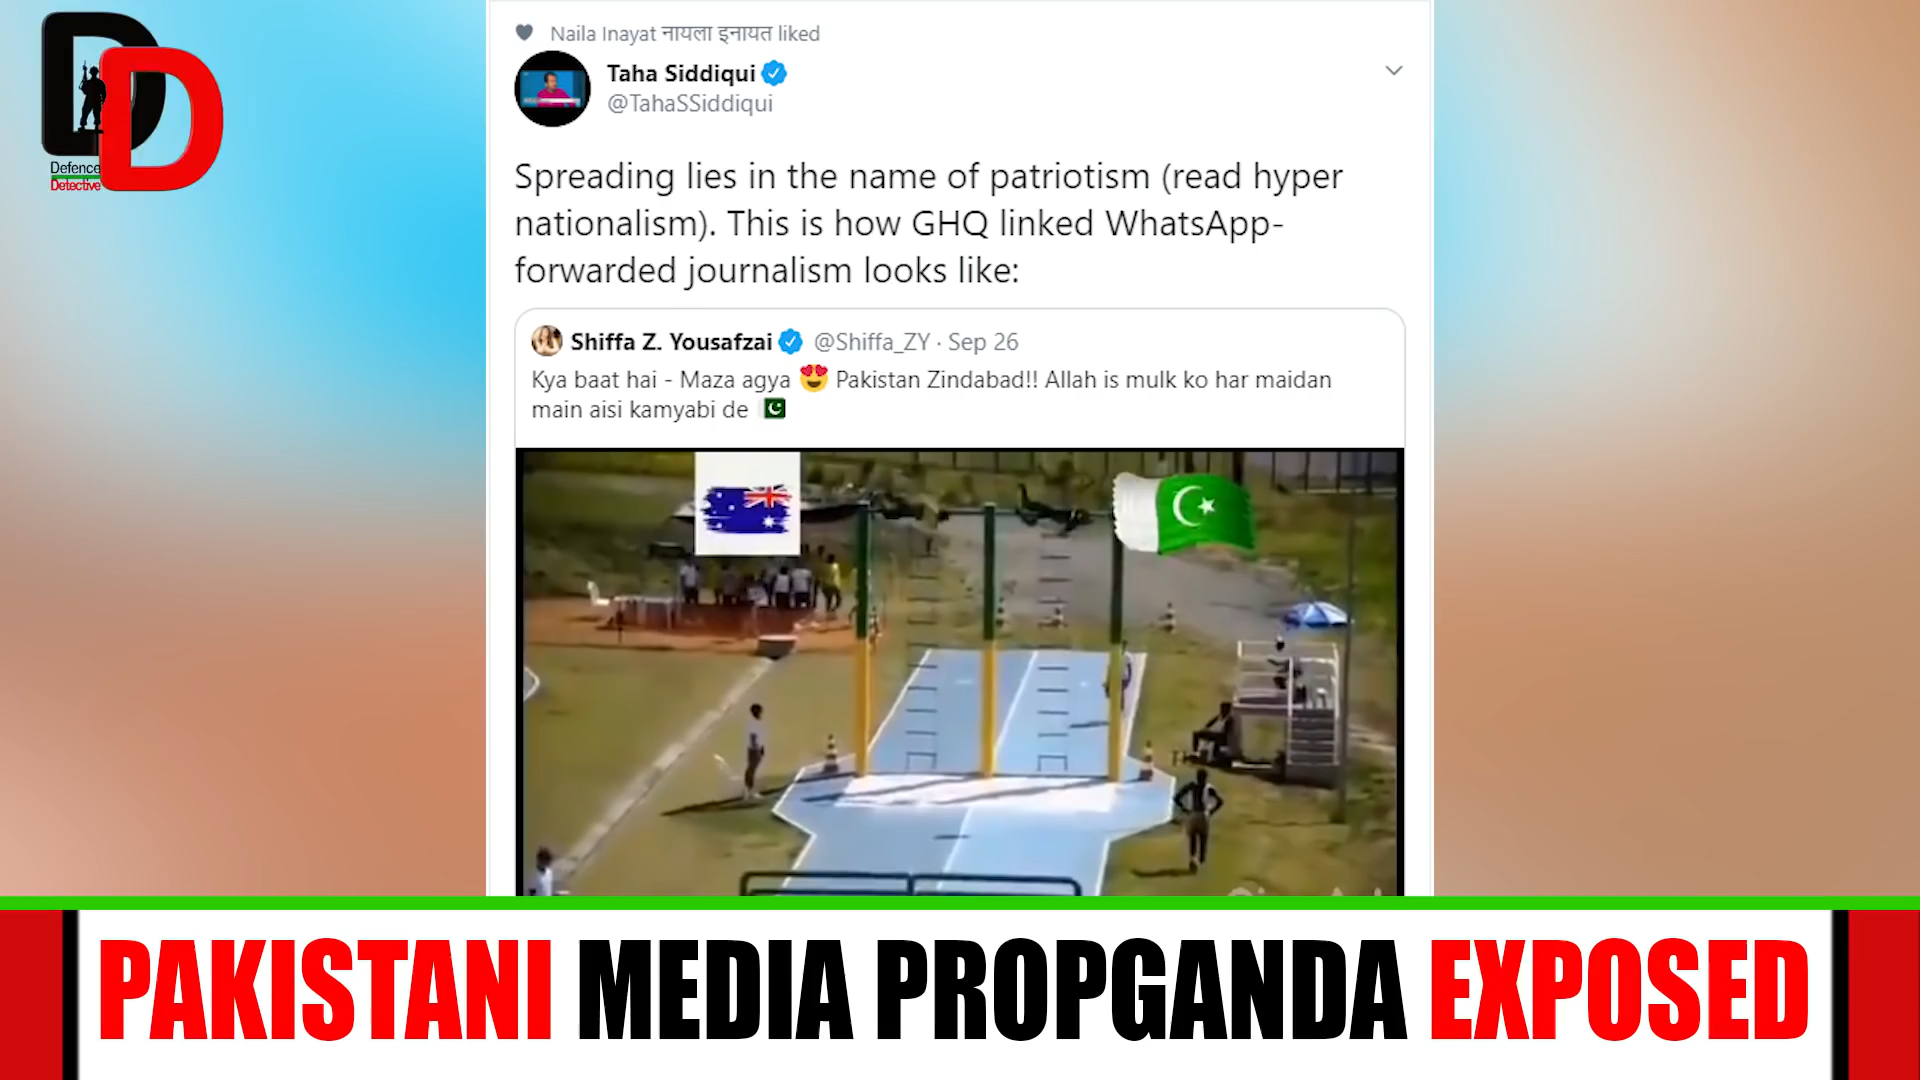 Defence
Detective
Naila Inayat नायला इनायत liked
Taha Siddiqui
@TahaSSiddiqui
Spreading lies in the name of patriotism (read hyper
nationalism). This is how GHQ linked WhatsApp-
forwarded journalism looks like:
Shiffa Z. Yousafzai @Shiffa_ZY · Sep 26
Kya baat hai - Maza agya 😍 Pakistan Zindabad!! Allah is mulk ko har maidan
main aisi kamyabi de 🇵🇰
PAKISTANI MEDIA PROPGANDA EXPOSED